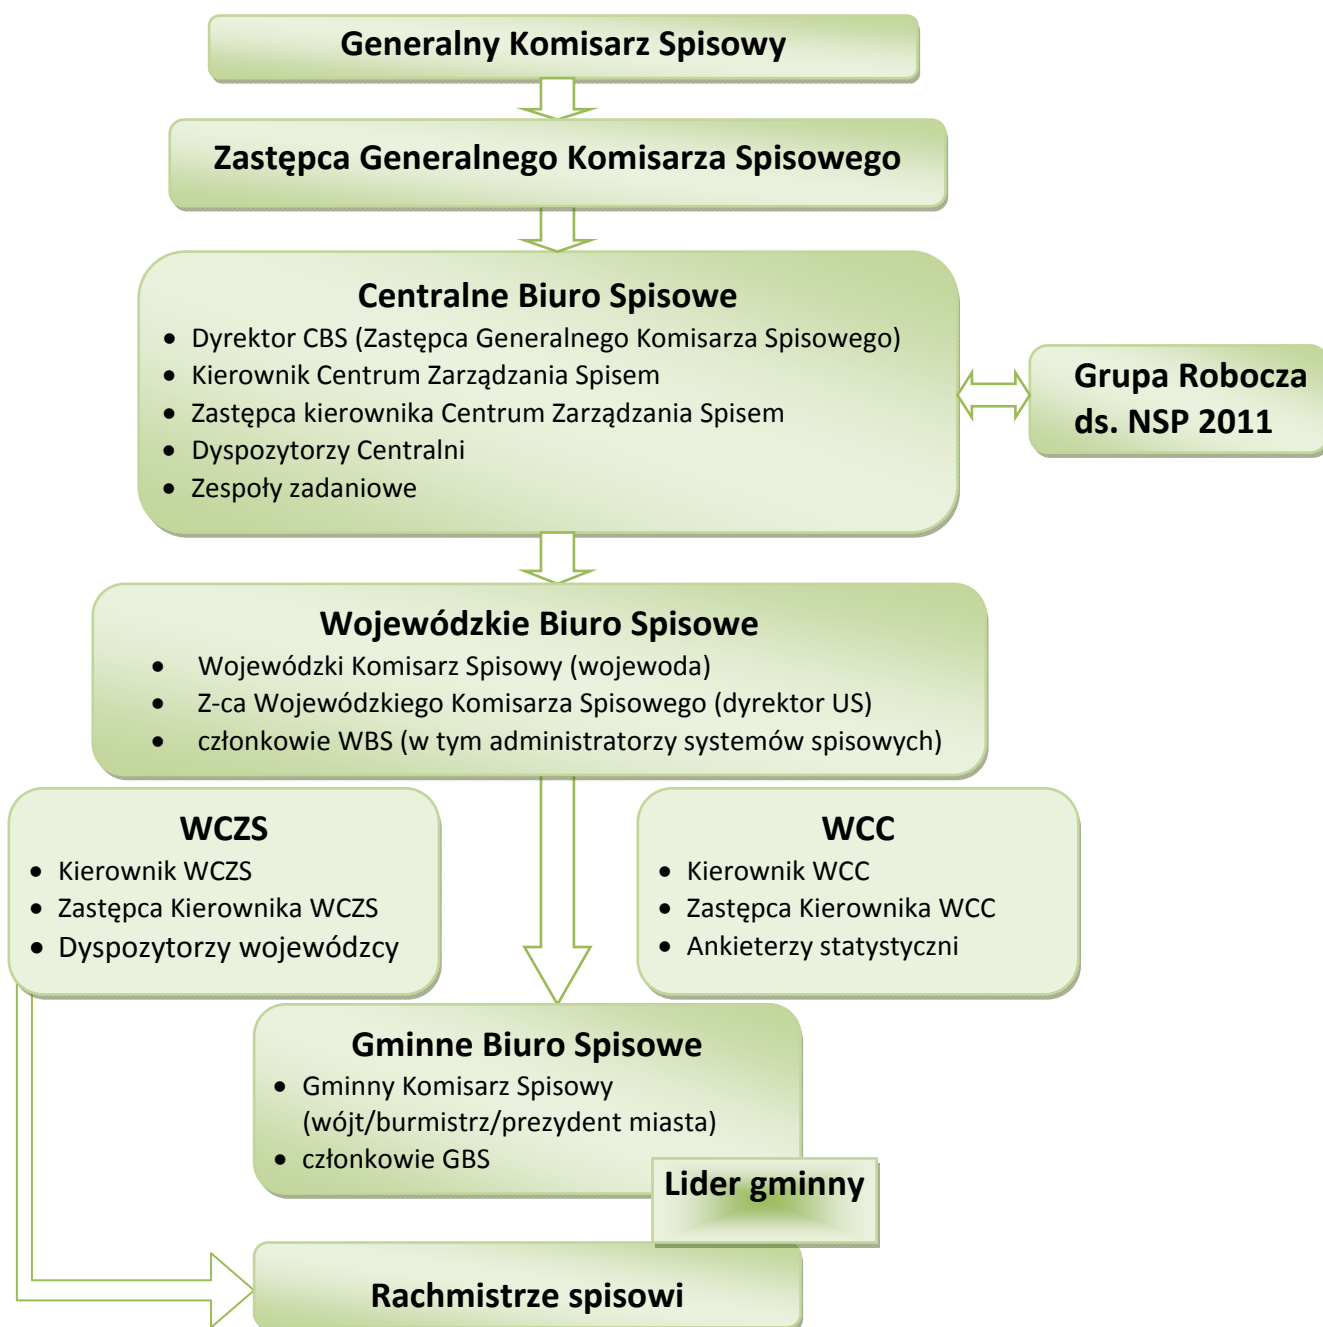 Generalny Komisarz Spisowy
Zastępca Generalnego Komisarza Spisowego
Centralne Biuro Spisowe
• Dyrektor CBS (Zastępca Generalnego Komisarza Spisowego)
• Kierownik Centrum Zarządzania Spisem
• Zastępca kierownika Centrum Zarządzania Spisem
• Dyspozytorzy Centralni
• Zespoły zadaniowe
Grupa Robocza
ds. NSP 2011
Wojewódzkie Biuro Spisowe
• Wojewódzki Komisarz Spisowy (wojewoda)
• Z-ca Wojewódzkiego Komisarza Spisowego (dyrektor US)
• członkowie WBS (w tym administratorzy systemów spisowych)
WCZS
• Kierownik WCZS
• Zastępca Kierownika WCZS
• Dyspozytorzy wojewódzcy
WCC
• Kierownik WCC
• Zastępca Kierownika WCC
• Ankieterzy statystyczni
Gminne Biuro Spisowe
• Gminny Komisarz Spisowy
(wójt/burmistrz/prezydent miasta)
• członkowie GBS
Lider gminny
Rachmistrze spisowi